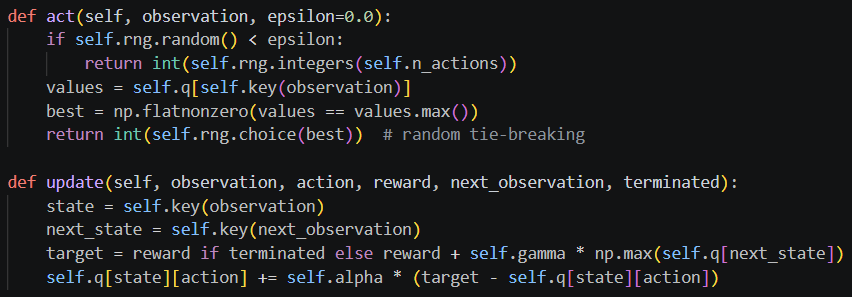 def act(self, observation, epsilon=0.0):
    if self.rng.random() < epsilon:
        return int(self.rng.integers(self.n_actions))
    values = self.q[self.key(observation)]
    best = np.flatnonzero(values == values.max())
    return int(self.rng.choice(best))  # random tie-breaking

def update(self, observation, action, reward, next_observation, terminated):
    state = self.key(observation)
    next_state = self.key(next_observation)
    target = reward if terminated else reward + self.gamma * np.max(self.q[next_state])
    self.q[state][action] += self.alpha * (target - self.q[state][action])